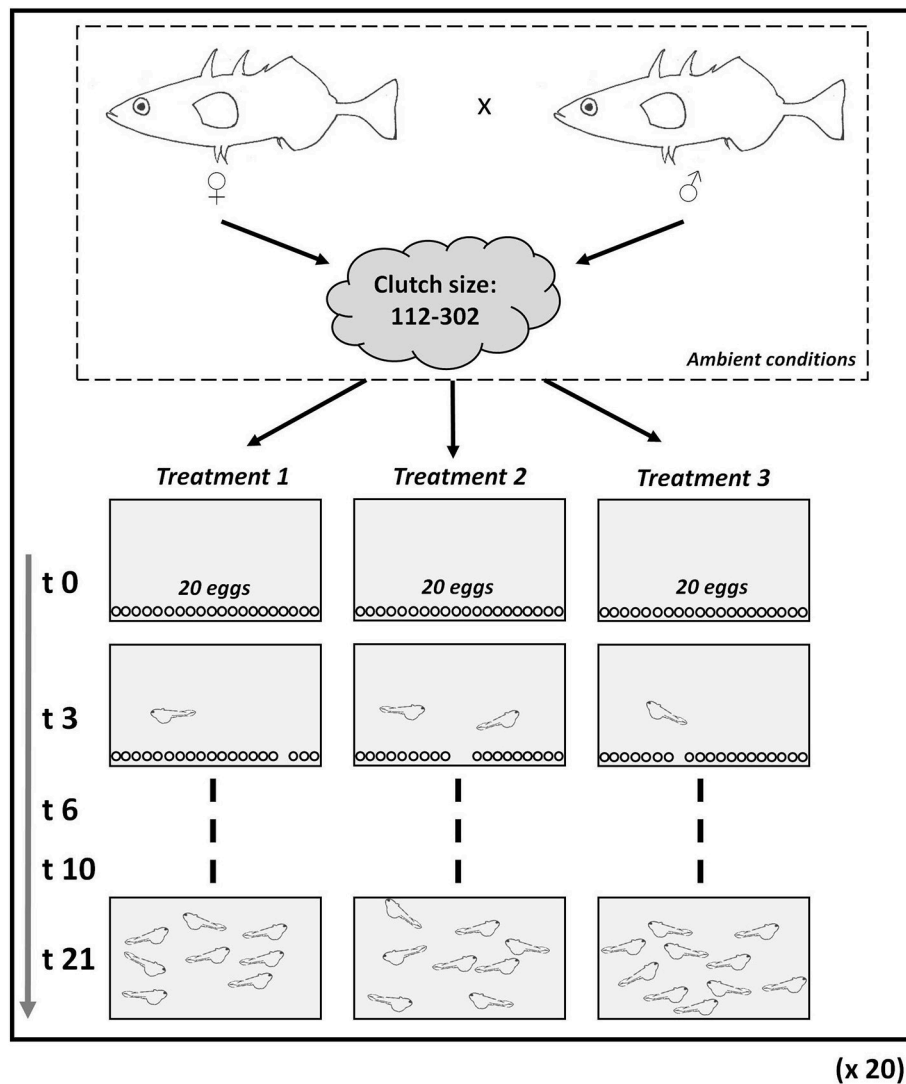 x
♀
♂
Clutch size:
112-302
Ambient conditions
Treatment 1
Treatment 2
Treatment 3
t 0
20 eggs
20 eggs
20 eggs
t 3
t 6
t 10
t 21
(x 20)